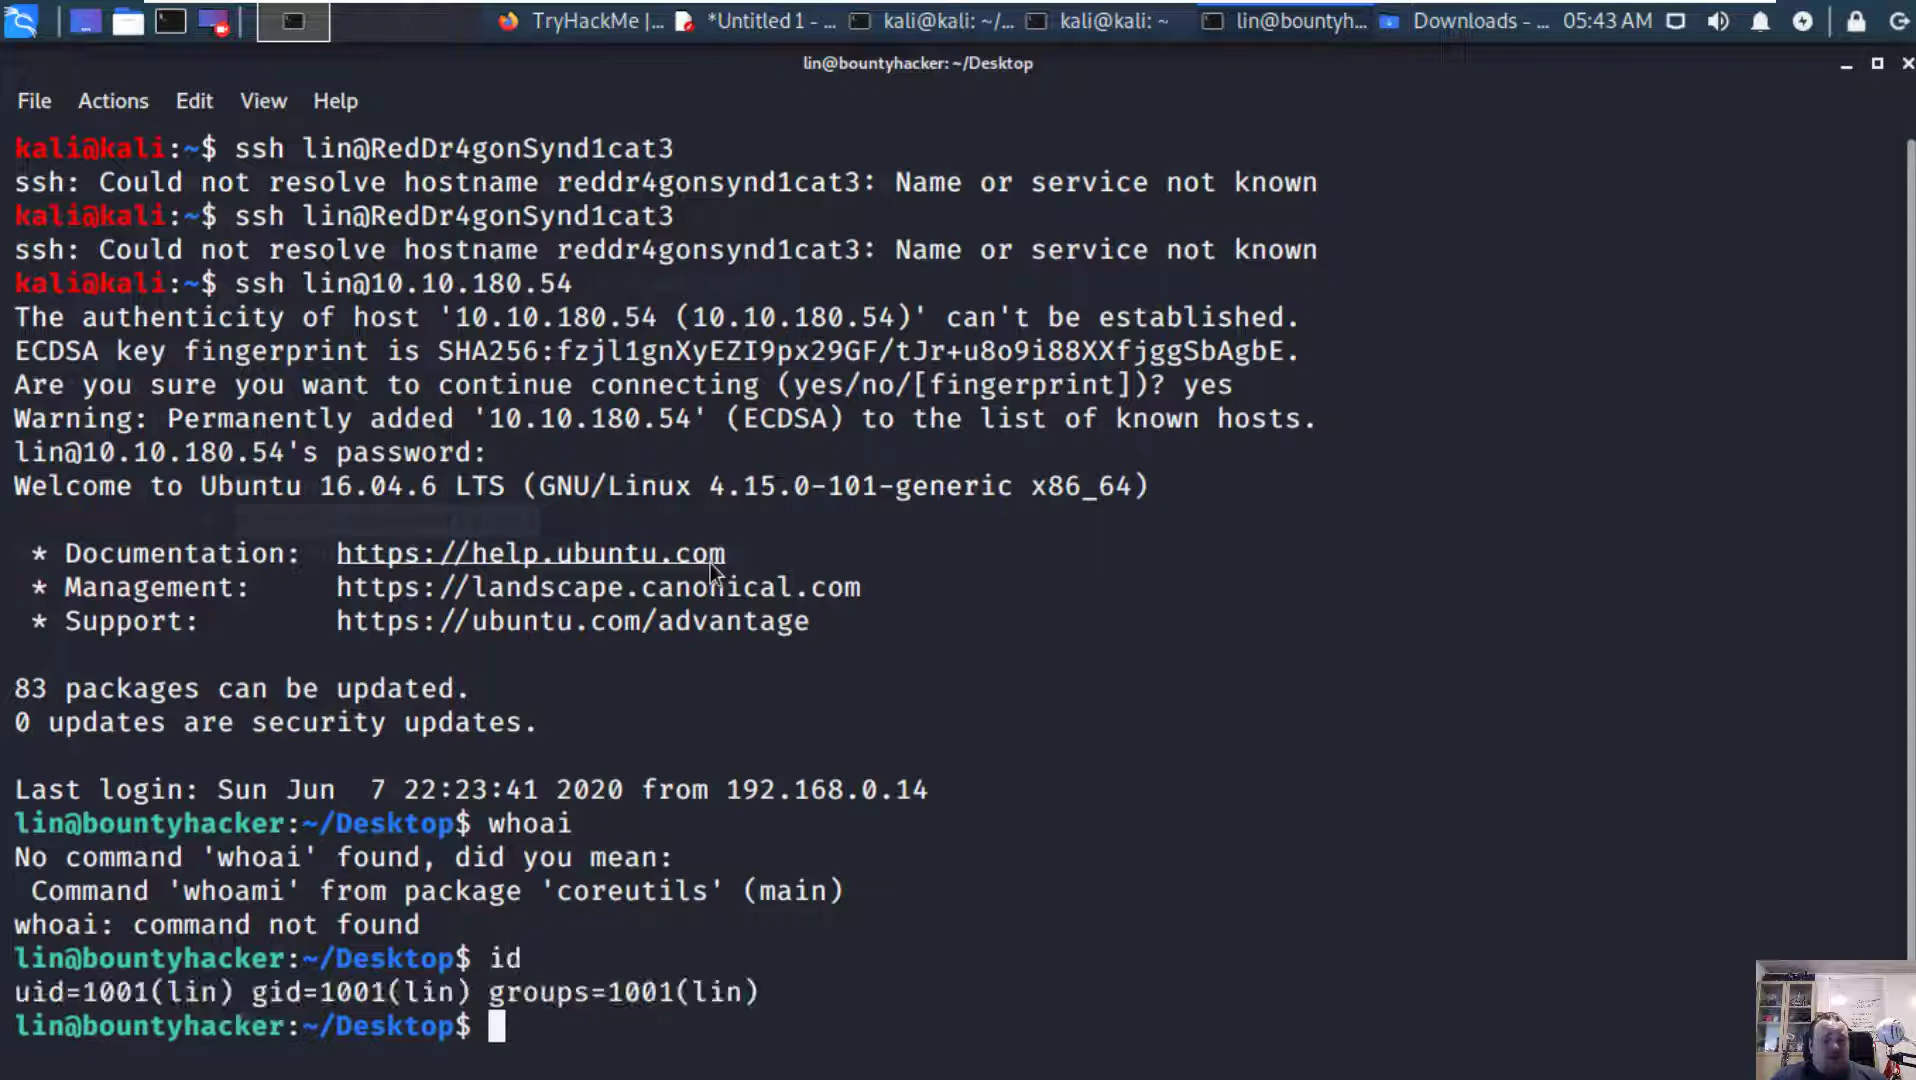 TryHackMe |...
*Untitled 1 - ...
kali@kali: ~/...
kali@kali: ~
lin@bountyh...
Downloads - ...
05:43 AM
lin@bountyhacker: ~/Desktop
File Actions Edit View Help
kali@kali:~$ ssh lin@RedDr4gonSynd1cat3
ssh: Could not resolve hostname reddr4gonsynd1cat3: Name or service not known
kali@kali:~$ ssh lin@RedDr4gonSynd1cat3
ssh: Could not resolve hostname reddr4gonsynd1cat3: Name or service not known
kali@kali:~$ ssh lin@10.10.180.54
The authenticity of host '10.10.180.54 (10.10.180.54)' can't be established.
ECDSA key fingerprint is SHA256:fzjl1gnXyEZI9px29GF/tJr+u8o9i88XXfjggSbAgbE.
Are you sure you want to continue connecting (yes/no/[fingerprint])? yes
Warning: Permanently added '10.10.180.54' (ECDSA) to the list of known hosts.
lin@10.10.180.54's password:
Welcome to Ubuntu 16.04.6 LTS (GNU/Linux 4.15.0-101-generic x86_64)
* Documentation: https://help.ubuntu.com
* Management: https://landscape.canonical.com
* Support: https://ubuntu.com/advantage
83 packages can be updated.
0 updates are security updates.
Last login: Sun Jun 7 22:23:41 2020 from 192.168.0.14
lin@bountyhacker:~/Desktop$ whoai
No command 'whoai' found, did you mean:
Command 'whoami' from package 'coreutils' (main)
whoai: command not found
lin@bountyhacker:~/Desktop$ id
uid=1001(lin) gid=1001(lin) groups=1001(lin)
lin@bountyhacker:~/Desktop$